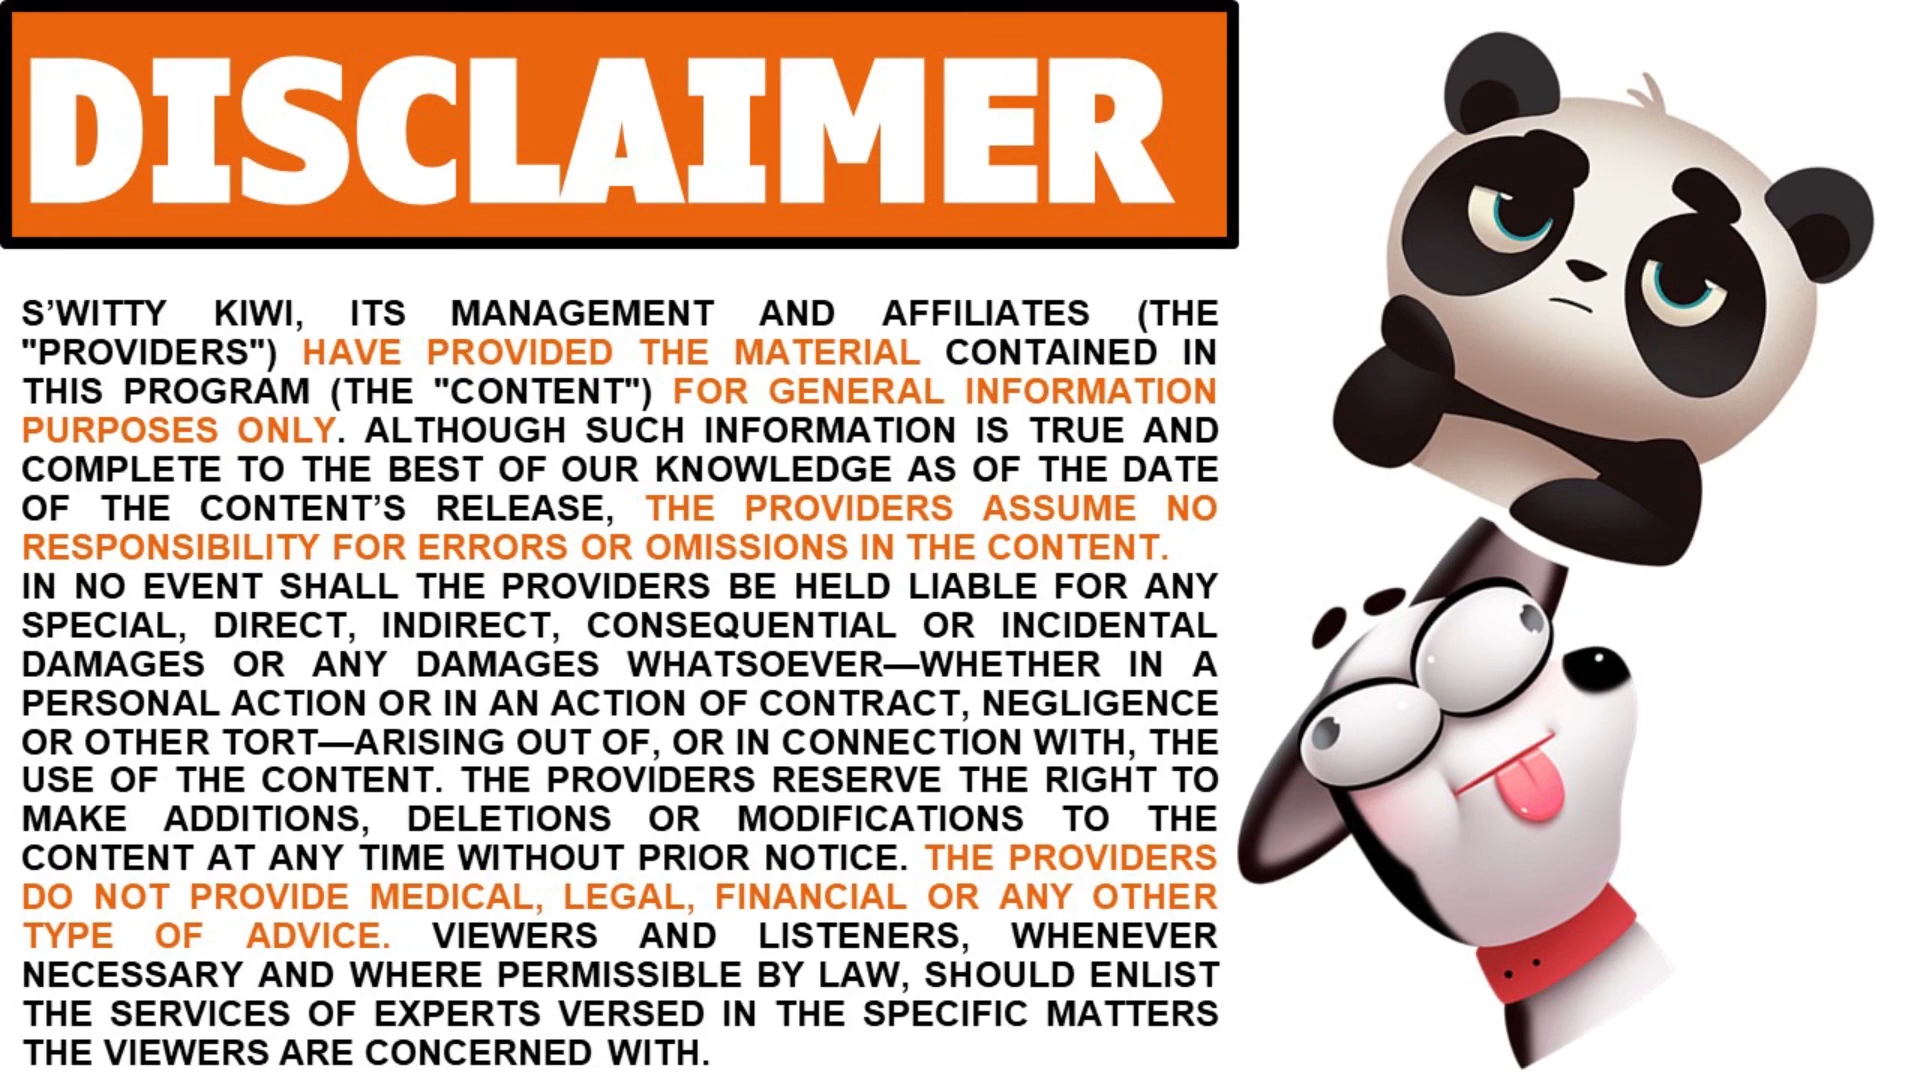 DISCLAIMER
S’WITTY KIWI, ITS MANAGEMENT AND AFFILIATES (THE
"PROVIDERS") HAVE PROVIDED THE MATERIAL CONTAINED IN
THIS PROGRAM (THE "CONTENT") FOR GENERAL INFORMATION
PURPOSES ONLY. ALTHOUGH SUCH INFORMATION IS TRUE AND
COMPLETE TO THE BEST OF OUR KNOWLEDGE AS OF THE DATE
OF THE CONTENT’S RELEASE, THE PROVIDERS ASSUME NO
RESPONSIBILITY FOR ERRORS OR OMISSIONS IN THE CONTENT.
IN NO EVENT SHALL THE PROVIDERS BE HELD LIABLE FOR ANY
SPECIAL, DIRECT, INDIRECT, CONSEQUENTIAL OR INCIDENTAL
DAMAGES OR ANY DAMAGES WHATSOEVER—WHETHER IN A
PERSONAL ACTION OR IN AN ACTION OF CONTRACT, NEGLIGENCE
OR OTHER TORT—ARISING OUT OF, OR IN CONNECTION WITH, THE
USE OF THE CONTENT. THE PROVIDERS RESERVE THE RIGHT TO
MAKE ADDITIONS, DELETIONS OR MODIFICATIONS TO THE
CONTENT AT ANY TIME WITHOUT PRIOR NOTICE. THE PROVIDERS
DO NOT PROVIDE MEDICAL, LEGAL, FINANCIAL OR ANY OTHER
TYPE OF ADVICE. VIEWERS AND LISTENERS, WHENEVER
NECESSARY AND WHERE PERMISSIBLE BY LAW, SHOULD ENLIST
THE SERVICES OF EXPERTS VERSED IN THE SPECIFIC MATTERS
THE VIEWERS ARE CONCERNED WITH.